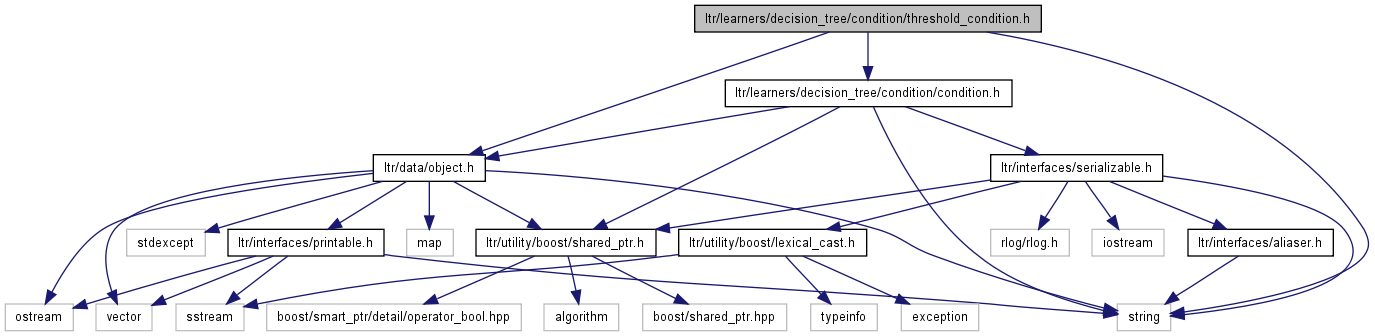 ltr/learners/decision_tree/condition/threshold_condition.h
ltr/learners/decision_tree/condition/condition.h
ltr/data/object.h
ltr/interfaces/serializable.h
stdexcept
ltr/interfaces/printable.h
map
ltr/utility/boost/shared_ptr.h
ltr/utility/boost/lexical_cast.h
rlog/rlog.h
iostream
ltr/interfaces/aliaser.h
ostream
vector
sstream
boost/smart_ptr/detail/operator_bool.hpp
algorithm
boost/shared_ptr.hpp
typeinfo
exception
string